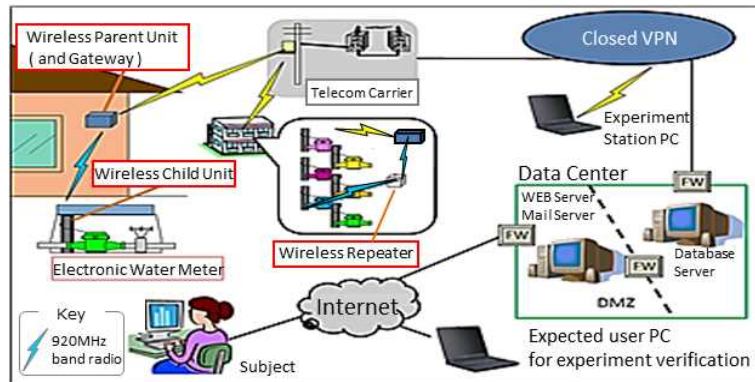 Wireless Parent Unit
( and Gateway )
Telecom Carrier
Closed VPN
Experiment
Station PC
Wireless Child Unit
Electronic Water Meter
Wireless Repeater
Data Center
FW
WEB Server
Mail Server
FW
Database
Server
FW
DMZ
Internet
Key
920MHz
band radio
Subject
Expected user PC
for experiment verification